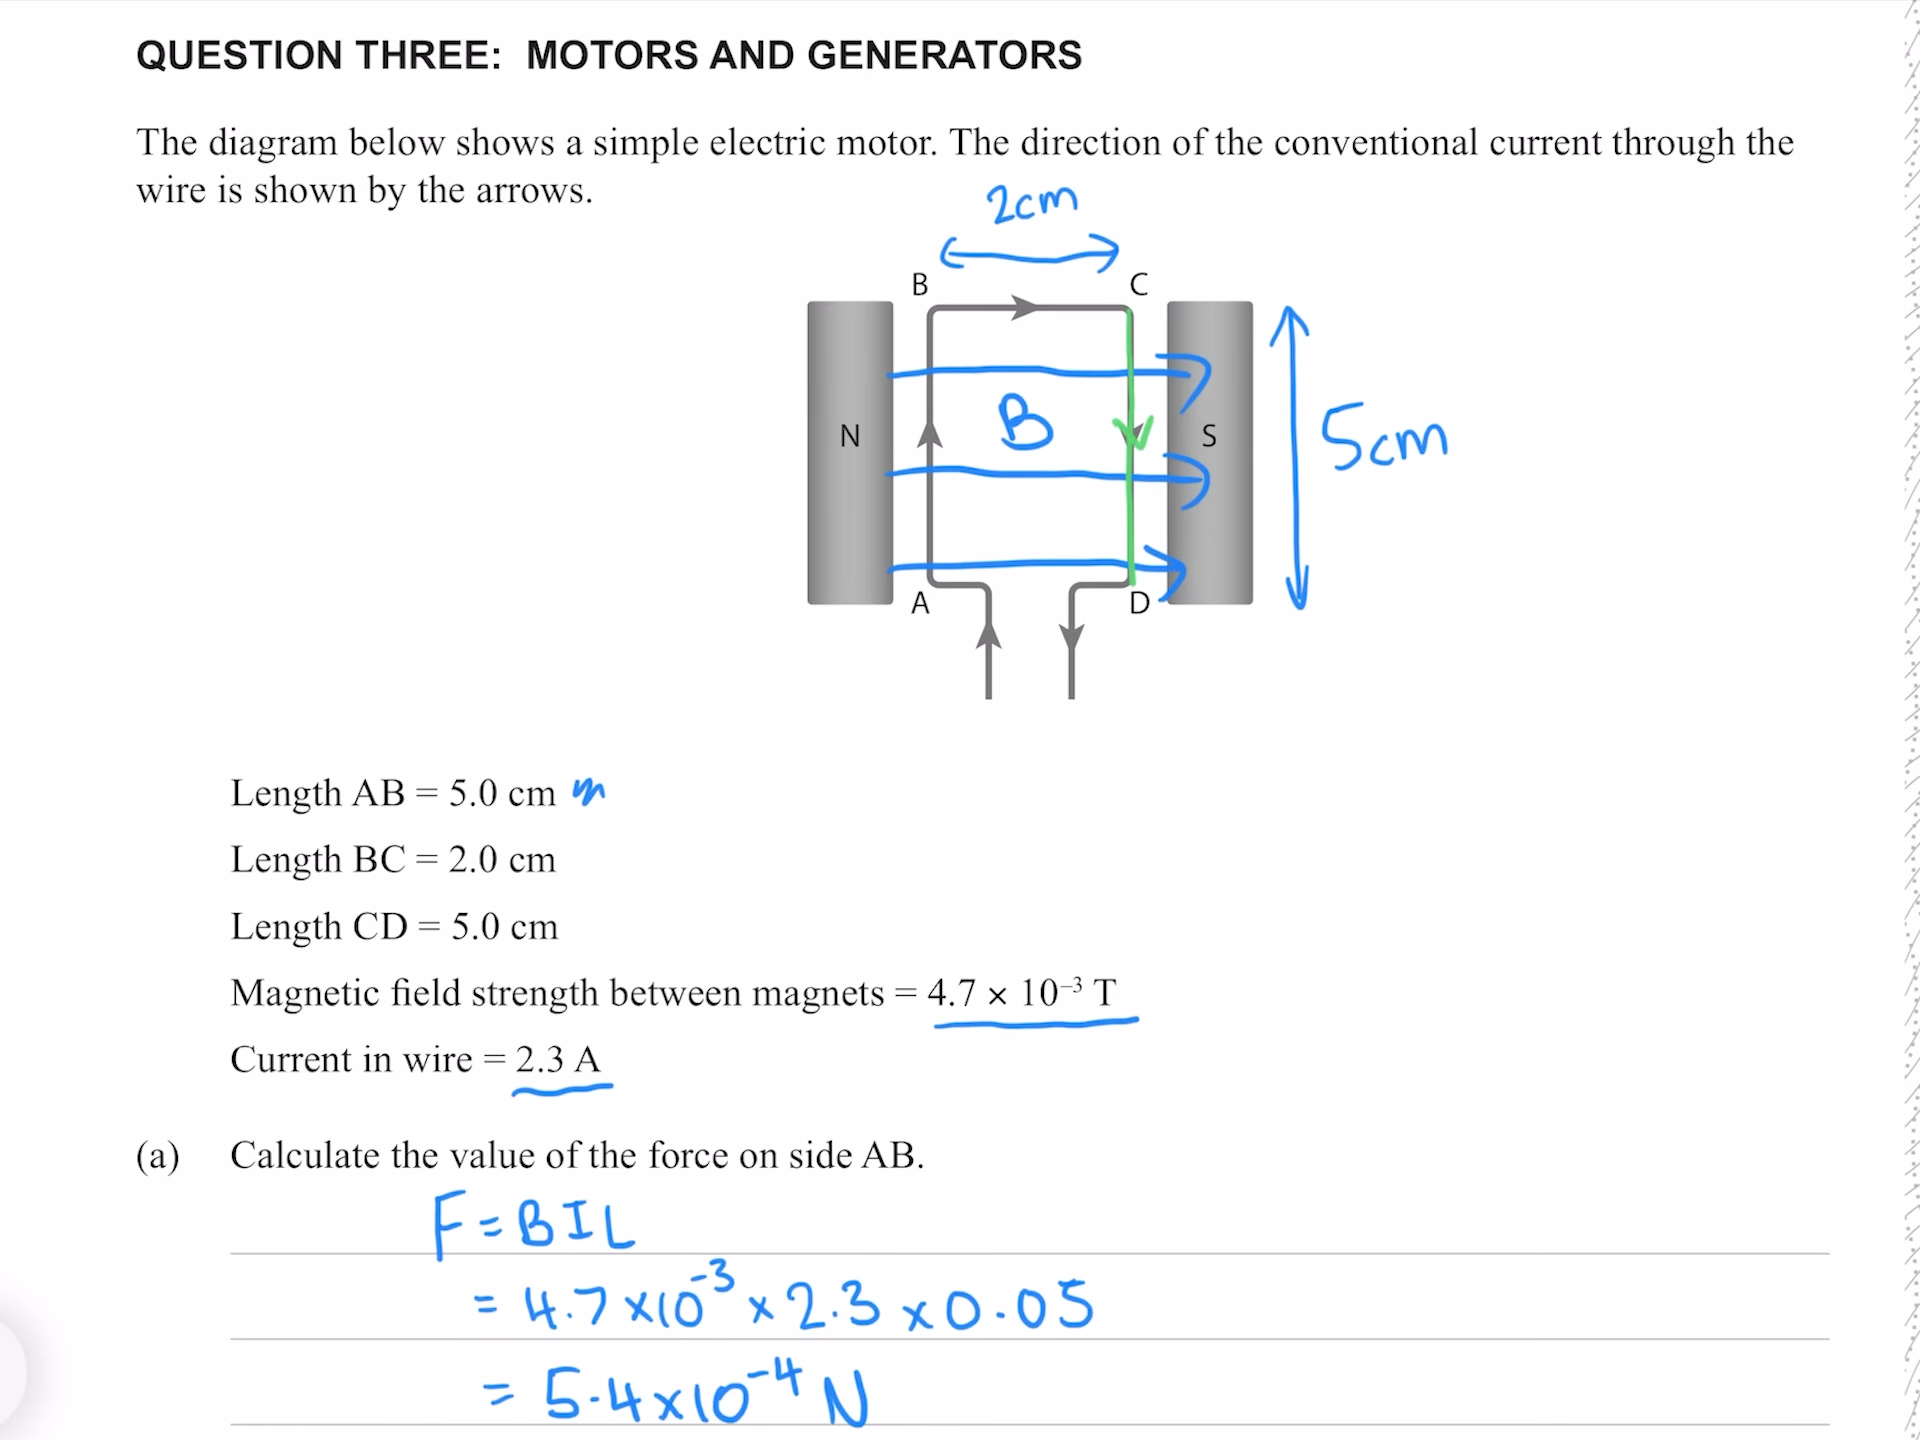 QUESTION THREE: MOTORS AND GENERATORS
The diagram below shows a simple electric motor. The direction of the conventional current through the
wire is shown by the arrows.
2cm
B C
N B S 5cm
A D
Length AB = 5.0 cm m
Length BC = 2.0 cm
Length CD = 5.0 cm
Magnetic field strength between magnets = 4.7 × 10⁻³ T
Current in wire = 2.3 A
(a) Calculate the value of the force on side AB.
F = BIL
= 4.7 × 10⁻³ × 2.3 × 0.05
= 5.4 × 10⁻⁴ N